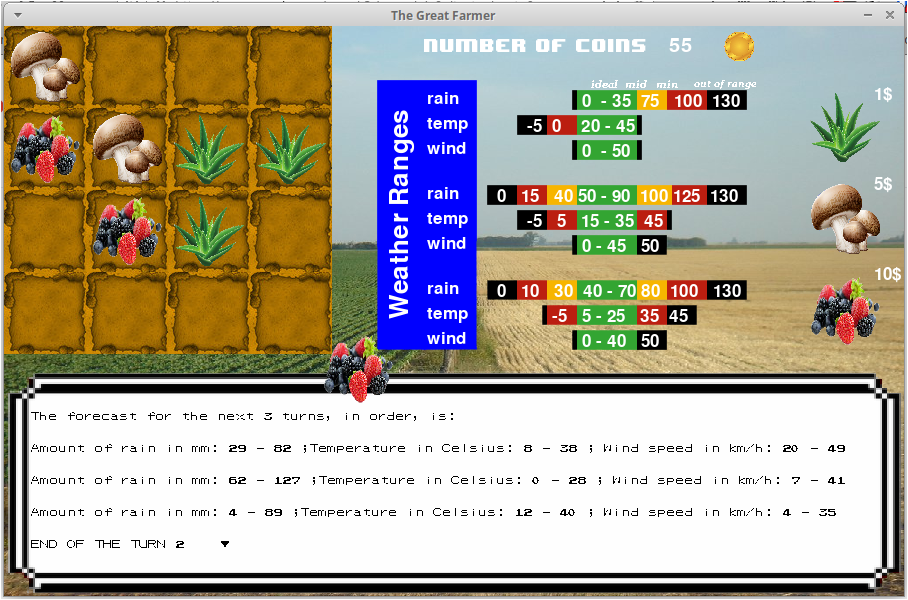 The Great Farmer
NUMBER OF COINS 55
ideal mid min out of range
Weather Ranges
rain 0 - 35 75 100 130
temp -5 0 20 - 45
wind 0 - 50
rain 0 15 40 50 - 90 100 125 130
temp -5 5 15 - 35 45
wind 0 - 45 50
rain 0 10 30 40 - 70 80 100 130
temp -5 5 - 25 35 45
wind 0 - 40 50
1$
5$
10$
The forecast for the next 3 turns, in order, is:
Amount of rain in mm: 29 - 82 ;Temperature in Celsius: 8 - 38 ; Wind speed in km/h: 20 - 49
Amount of rain in mm: 62 - 127 ;Temperature in Celsius: 0 - 28 ; Wind speed in km/h: 7 - 41
Amount of rain in mm: 4 - 89 ;Temperature in Celsius: 12 - 40 ; Wind speed in km/h: 4 - 35
END OF THE TURN 2